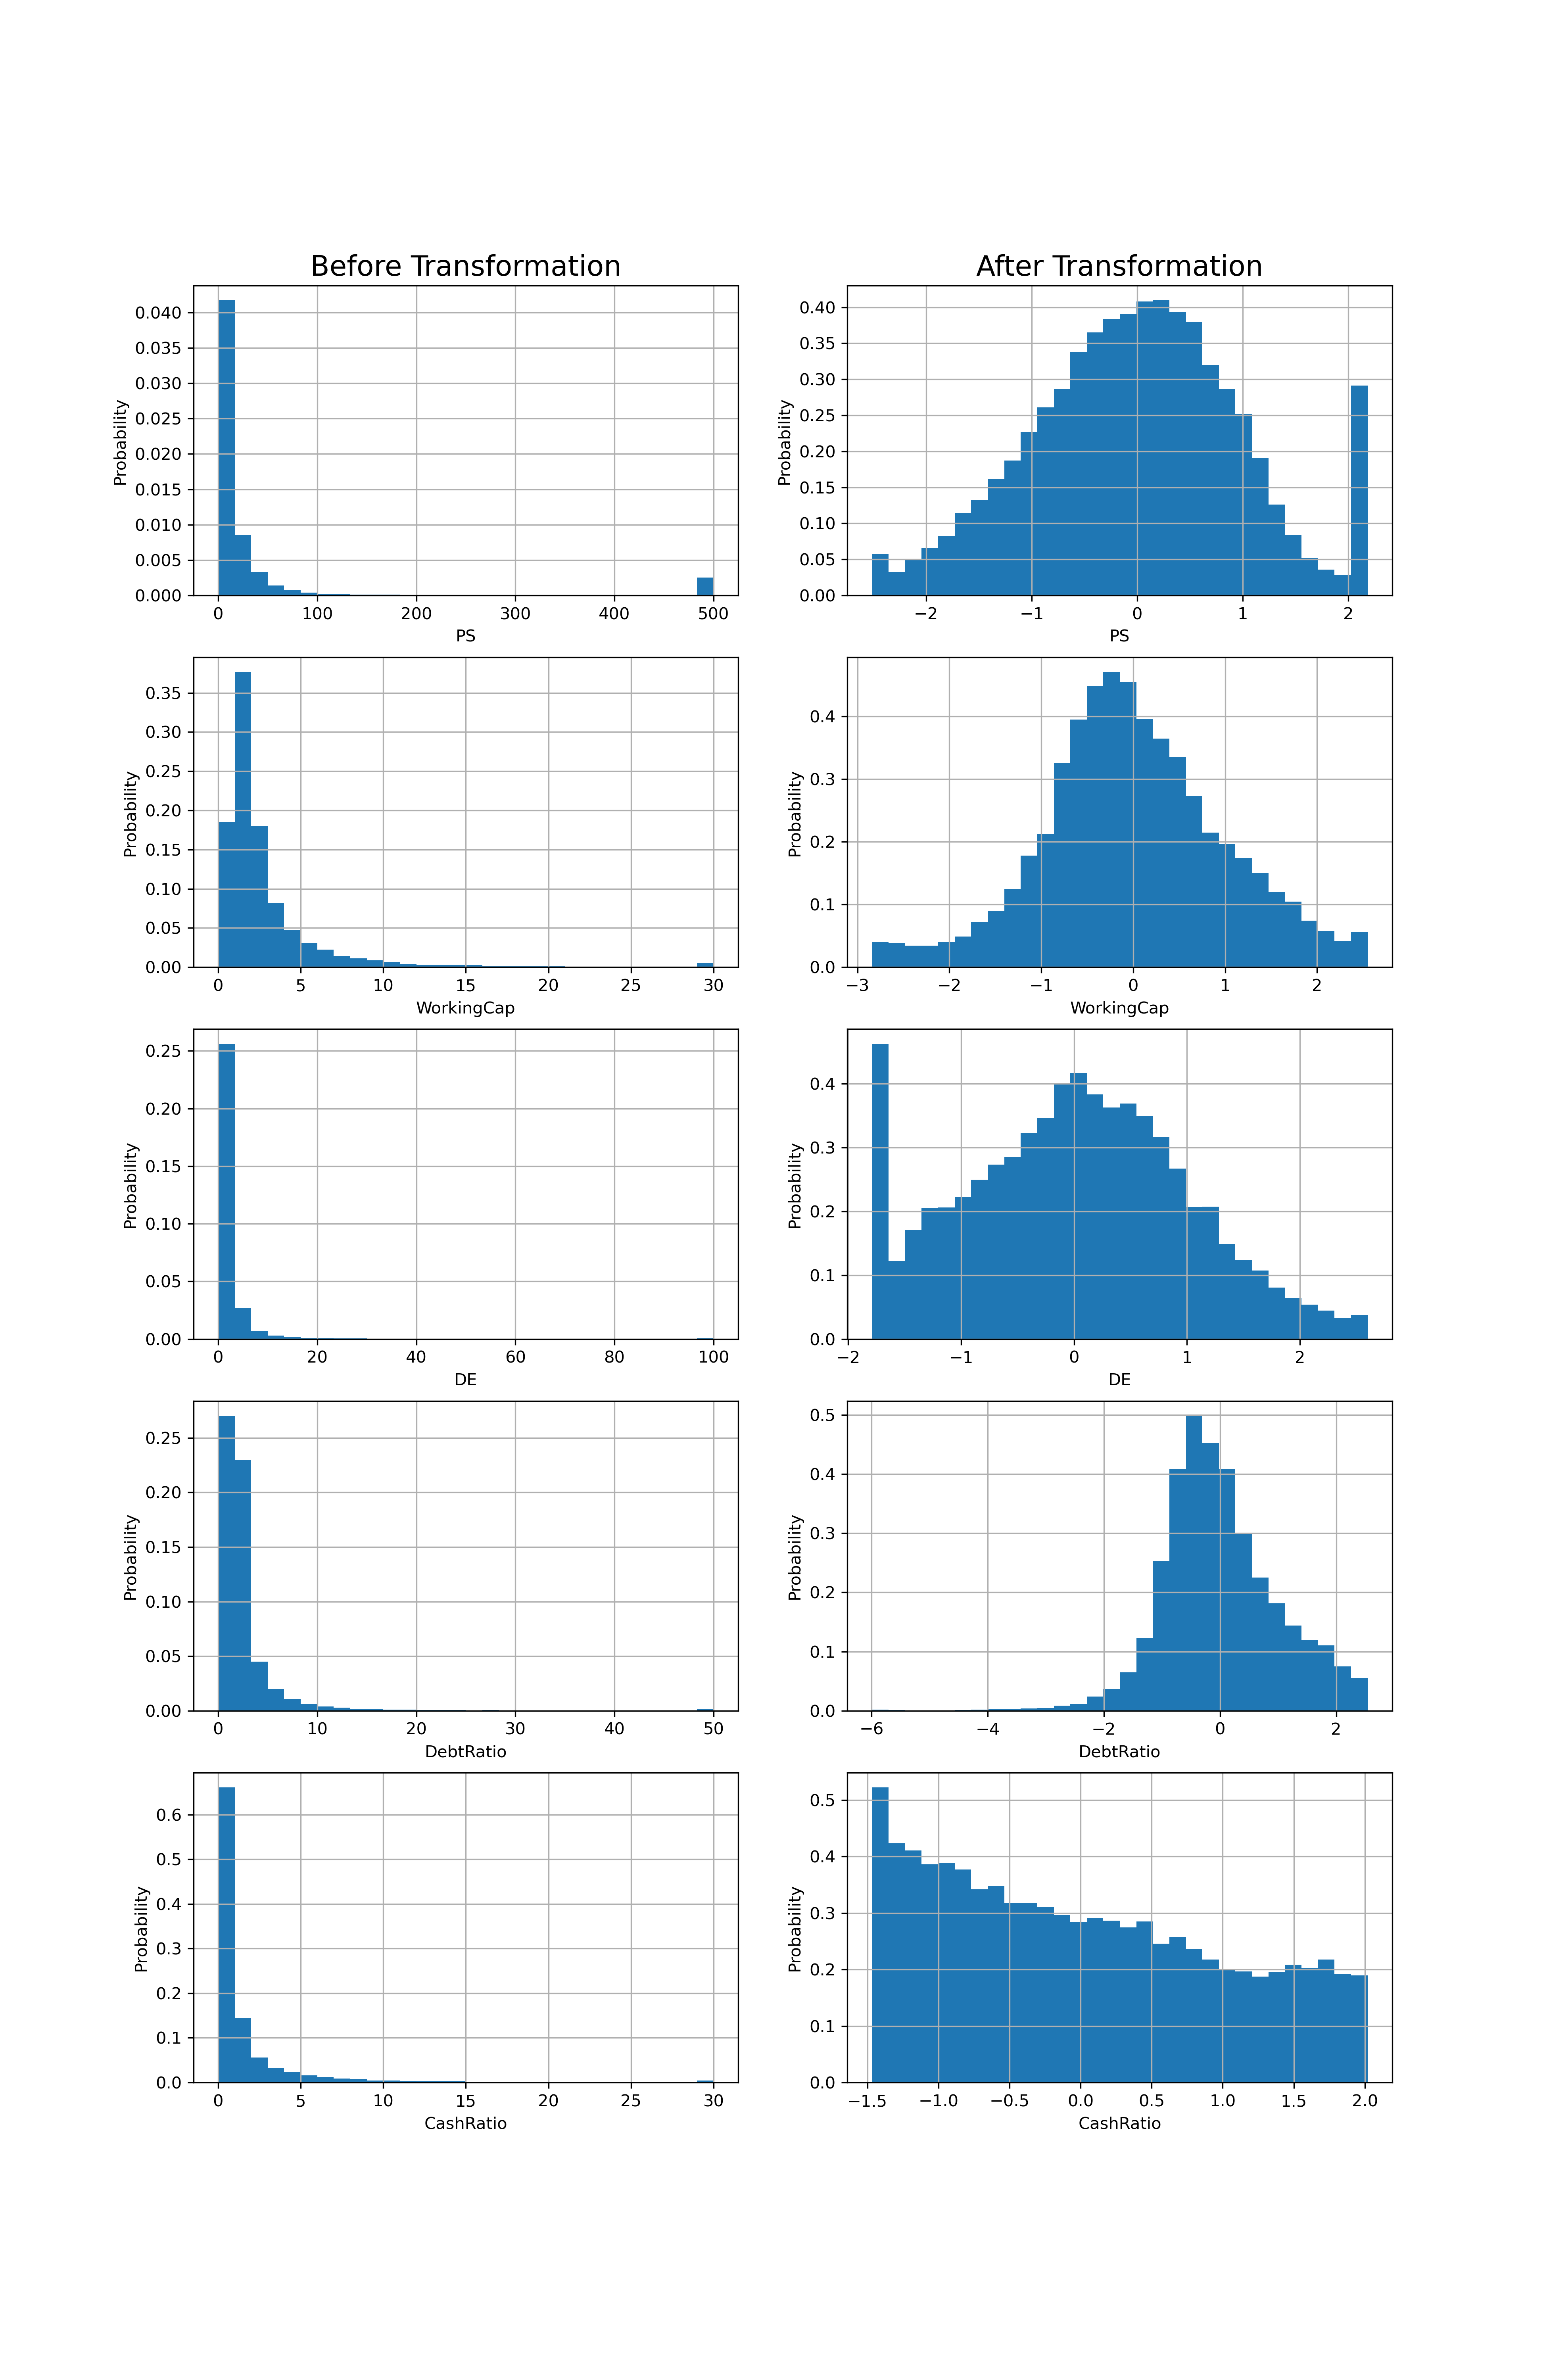 Before Transformation
After Transformation
0.040
0.035
0.030
0.025
0.020
0.015
0.010
0.005
0.000
Probability
0 100 200 300 400 500
PS
0.40
0.35
0.30
0.25
0.20
0.15
0.10
0.05
0.00
Probability
−2 −1 0 1 2
PS
0.35
0.30
0.25
0.20
0.15
0.10
0.05
0.00
Probability
0 5 10 15 20 25 30
WorkingCap
0.4
0.3
0.2
0.1
0.0
Probability
−3 −2 −1 0 1 2
WorkingCap
0.25
0.20
0.15
0.10
0.05
0.00
Probability
0 20 40 60 80 100
DE
0.4
0.3
0.2
0.1
0.0
Probability
−2 −1 0 1 2
DE
0.25
0.20
0.15
0.10
0.05
0.00
Probability
0 10 20 30 40 50
DebtRatio
0.5
0.4
0.3
0.2
0.1
0.0
Probability
−6 −4 −2 0 2
DebtRatio
0.6
0.5
0.4
0.3
0.2
0.1
0.0
Probability
0 5 10 15 20 25 30
CashRatio
0.5
0.4
0.3
0.2
0.1
0.0
Probability
−1.5 −1.0 −0.5 0.0 0.5 1.0 1.5 2.0
CashRatio